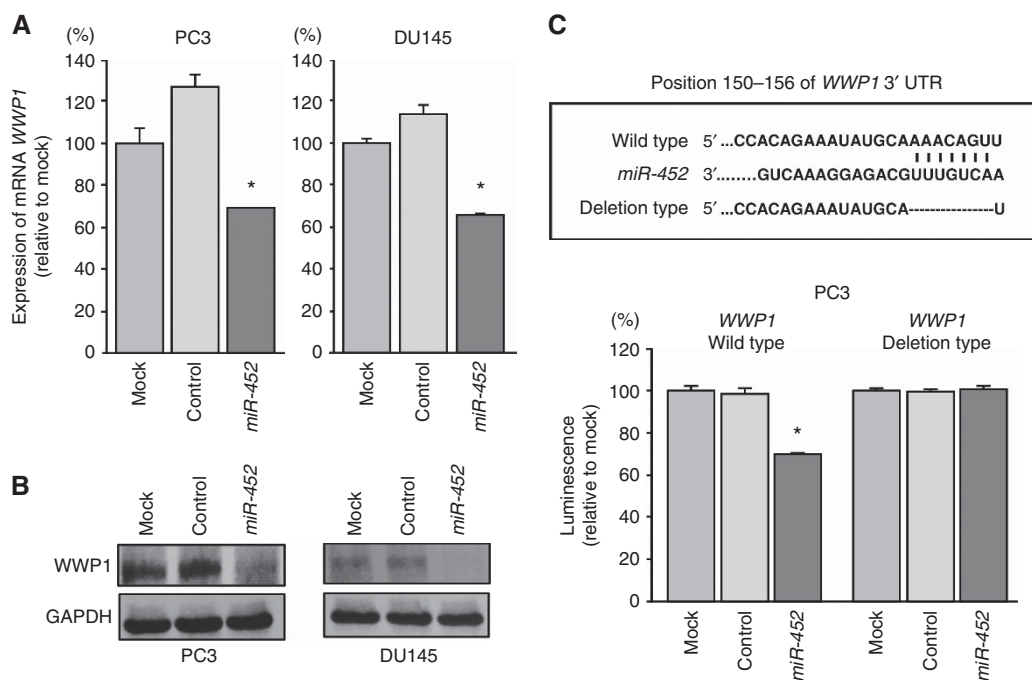 A
(%)
PC3
DU145
Expression of mRNA WWP1
(relative to mock)
140
120
100
80
60
40
20
0
*
Mock
Control
miR-452
140
120
100
80
60
40
20
0
*
Mock
Control
miR-452
B
Mock
Control
miR-452
Mock
Control
miR-452
WWP1
GAPDH
PC3
DU145
C
Position 150–156 of WWP1 3′ UTR
Wild type 5′ ...CCACAGAAAUAUGCAAAACAGUU
miR-452 3′........GUCAAAGGAGACGUUUGUCAA
Deletion type 5′ ...CCACAGAAAUAUGCA----------------U
PC3
(%)
WWP1
Wild type
WWP1
Deletion type
Luminescence
(relative to mock)
120
100
80
60
40
20
0
*
Mock
Control
miR-452
Mock
Control
miR-452